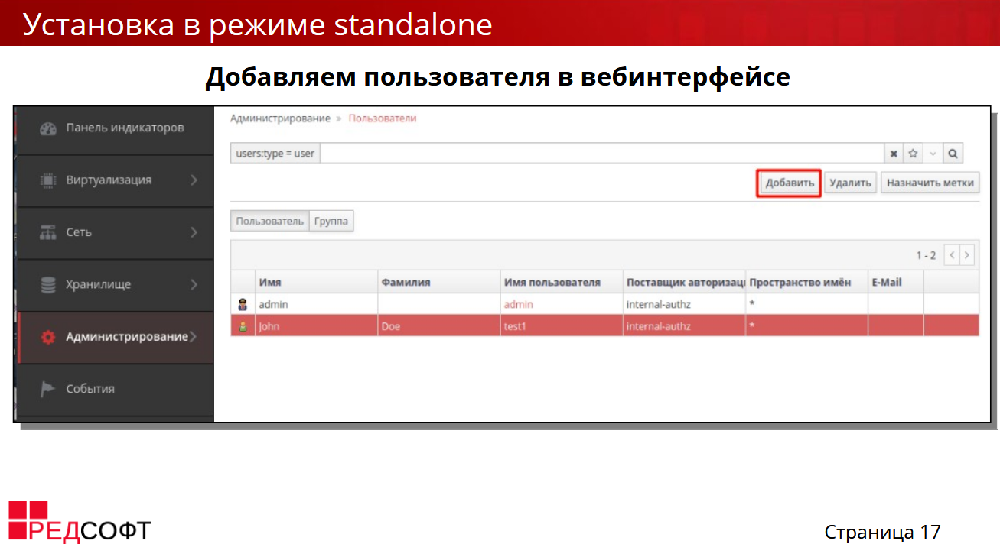 Установка в режиме standalone
Добавляем пользователя в вебинтерфейсе
Панель индикаторов
Виртуализация
Сеть
Хранилище
Администрирование
События
Администрирование » Пользователи
users:type = user
Добавить Удалить Назначить метки
Пользователь Группа
1 - 2
Имя Фамилия Имя пользователя Поставщик авторизаці Пространство имён E-Mail
admin admin internal-authz *
John Doe test1 internal-authz *
РЕДСОФТ
Страница 17